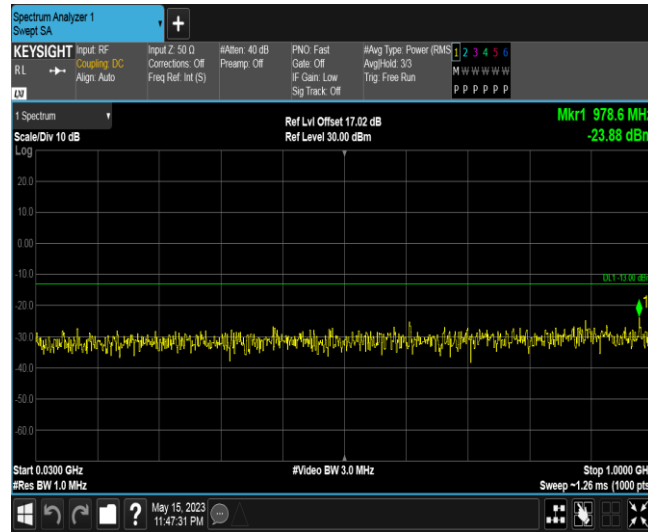 Spectrum Analyzer 1
Swept SA
KEYSIGHT
RL
LXI
Input: RF
Coupling: DC
Align: Auto
Input Z: 50 Ω
Corrections: Off
Freq Ref: Int (S)
#Atten: 40 dB
Preamp: Off
PNO: Fast
Gate: Off
IF Gain: Low
Sig Track: Off
#Avg Type: Power (RMS
Avg|Hold: 3/3
Trig: Free Run
1 2 3 4 5 6
M W W W W W
P P P P P P
1 Spectrum
Scale/Div 10 dB
Log
Ref Lvl Offset 17.02 dB
Ref Level 30.00 dBm
Mkr1 978.6 MHz
-23.88 dBm
20.0
10.0
0.00
-10.0
DL1 -13.00 dBm
-20.0
1
-30.0
-40.0
-50.0
-60.0
Start 0.0300 GHz
#Res BW 1.0 MHz
#Video BW 3.0 MHz
Stop 1.0000 GH
Sweep ~1.26 ms (1000 pts
?
May 15, 2023
11:47:31 PM